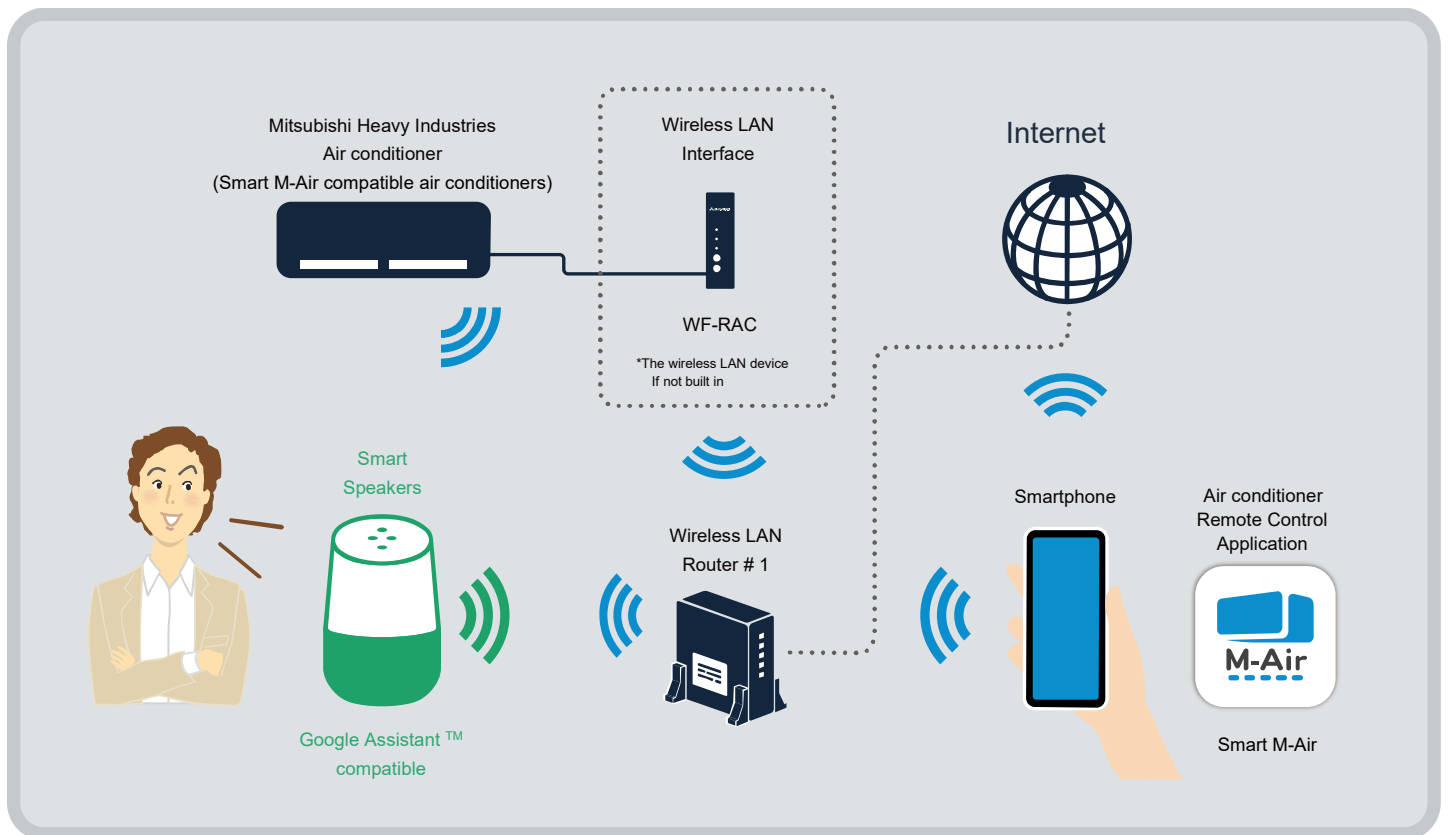 Mitsubishi Heavy Industries
Air conditioner
(Smart M-Air compatible air conditioners)
Wireless LAN
Interface
WF-RAC
*The wireless LAN device
If not built in
Internet
Smart
Speakers
Google Assistant TM
compatible
Wireless LAN
Router # 1
Smartphone
Air conditioner
Remote Control
Application
M-Air
Smart M-Air